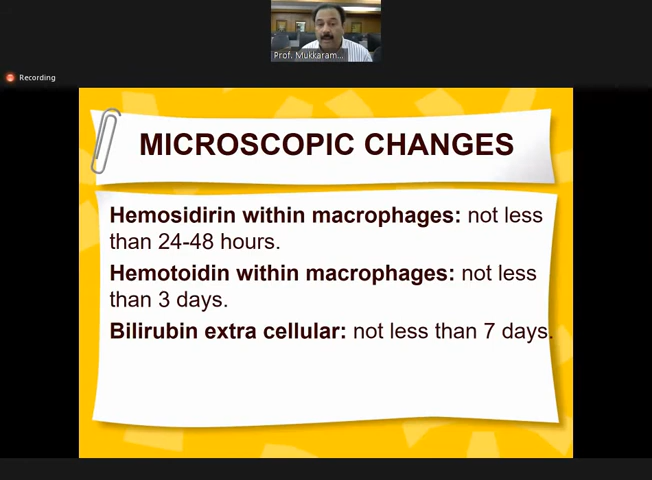 Prof. Mukkaram...
Recording
MICROSCOPIC CHANGES
Hemosidirin within macrophages: not less
than 24-48 hours.
Hemotoidin within macrophages: not less
than 3 days.
Bilirubin extra cellular: not less than 7 days.